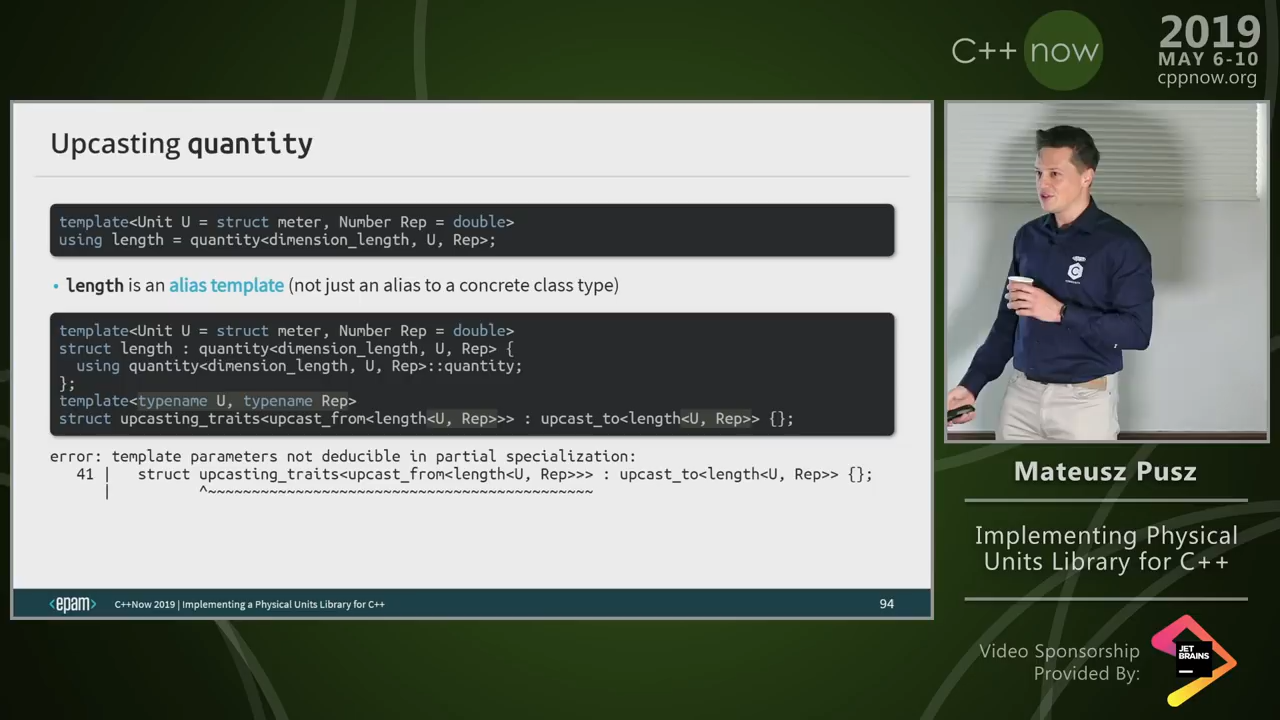 C++ now
2019
MAY 6-10
cppnow.org
Upcasting quantity
template<Unit U = struct meter, Number Rep = double>
using length = quantity<dimension_length, U, Rep>;
• length is an alias template (not just an alias to a concrete class type)
template<Unit U = struct meter, Number Rep = double>
struct length : quantity<dimension_length, U, Rep> {
  using quantity<dimension_length, U, Rep>::quantity;
};
template<typename U, typename Rep>
struct upcasting_traits<upcast_from<length<U, Rep>>> : upcast_to<length<U, Rep>> {};
error: template parameters not deducible in partial specialization:
   41 |   struct upcasting_traits<upcast_from<length<U, Rep>>> : upcast_to<length<U, Rep>> {};
      |          ^~~~~~~~~~~~~~~~~~~~~~~~~~~~~~~~~~~~~~~~~~~~~
<epam> C++Now 2019 | Implementing a Physical Units Library for C++ 94
Mateusz Pusz
Implementing Physical
Units Library for C++
Video Sponsorship
Provided By:
JET
BRAINS